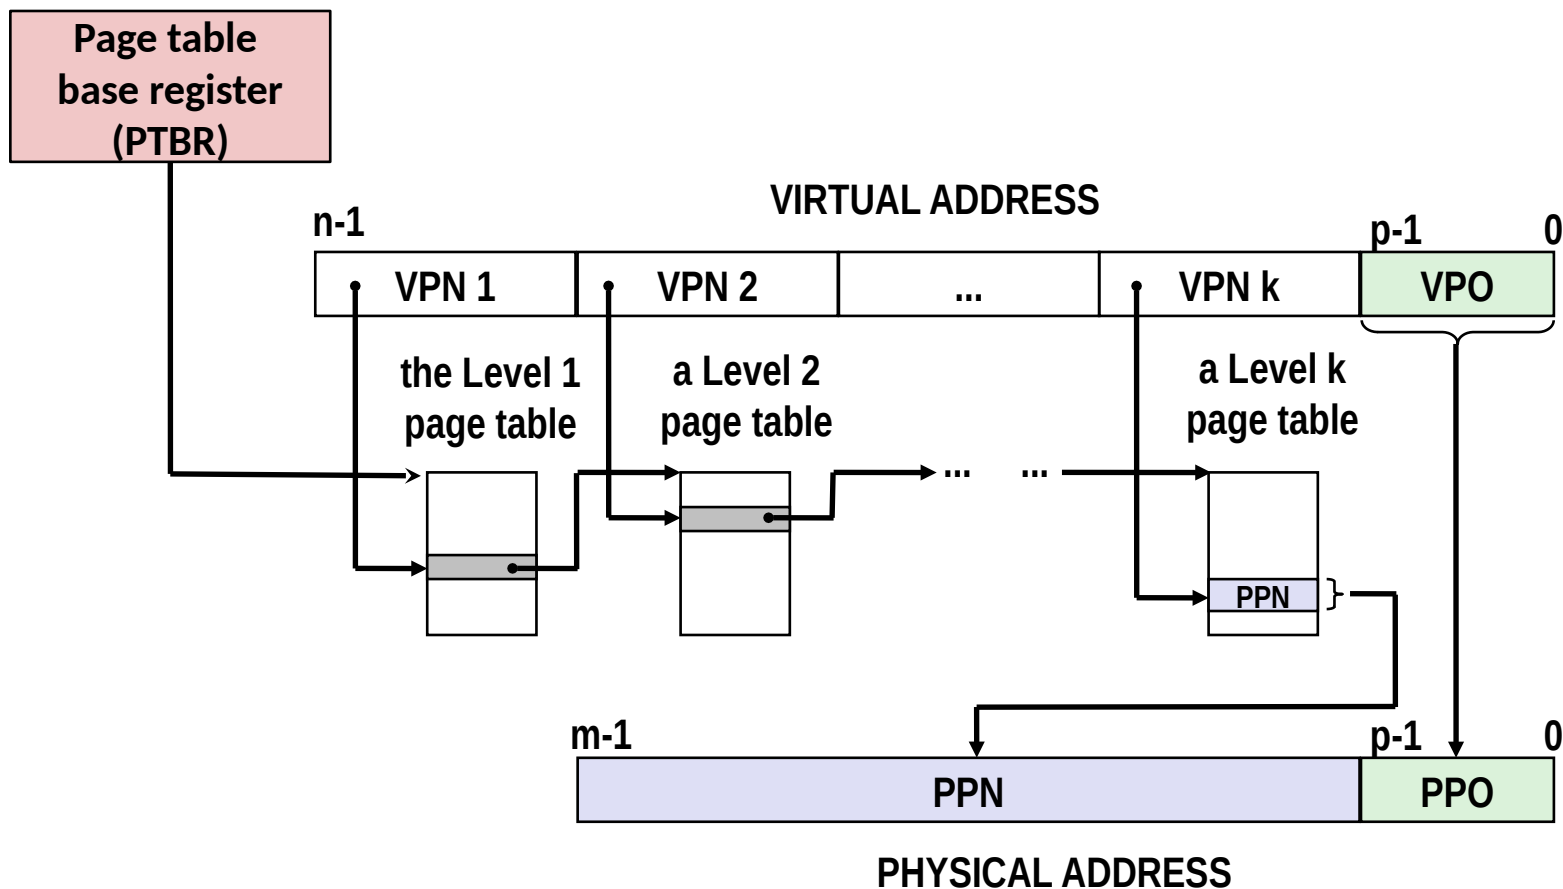 Page table
base register
(PTBR)
VIRTUAL ADDRESS
n-1
p-1
0
VPN 1
VPN 2
...
VPN k
VPO
the Level 1
page table
a Level 2
page table
a Level k
page table
...
...
PPN
m-1
p-1
0
PPN
PPO
PHYSICAL ADDRESS